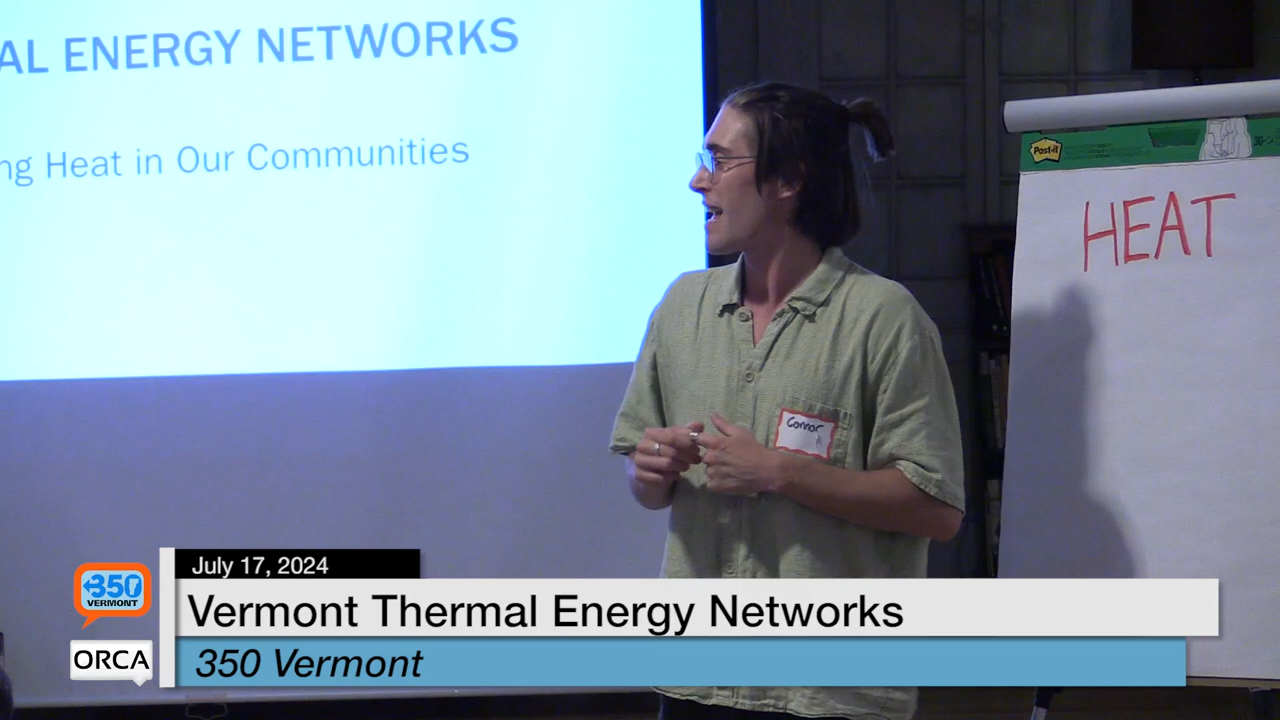 AL ENERGY NETWORKS
ng Heat in Our Communities
Post-it
HEAT
Connor
July 17, 2024
350
VERMONT
Vermont Thermal Energy Networks
ORCA
350 Vermont